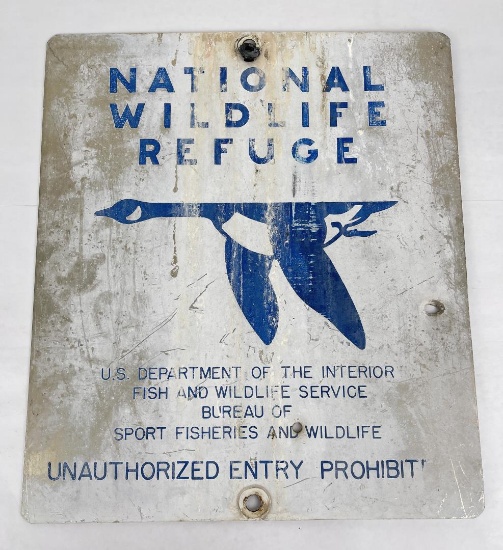 NATIONAL
WILDLIFE
REFUGE
U.S. DEPARTMENT OF THE INTERIOR
FISH AND WILDLIFE SERVICE
BUREAU OF
SPORT FISHERIES AND WILDLIFE
UNAUTHORIZED ENTRY PROHIBIT